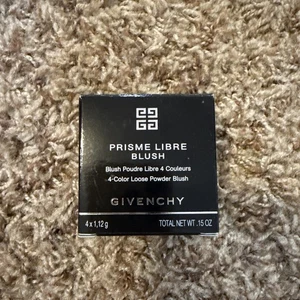 PRISME LIBRE
BLUSH
Blush Poudre Libre 4 Couleurs
4-Color Loose Powder Blush
GIVENCHY
4 x 1,12 g
TOTAL NET WT. .15 OZ